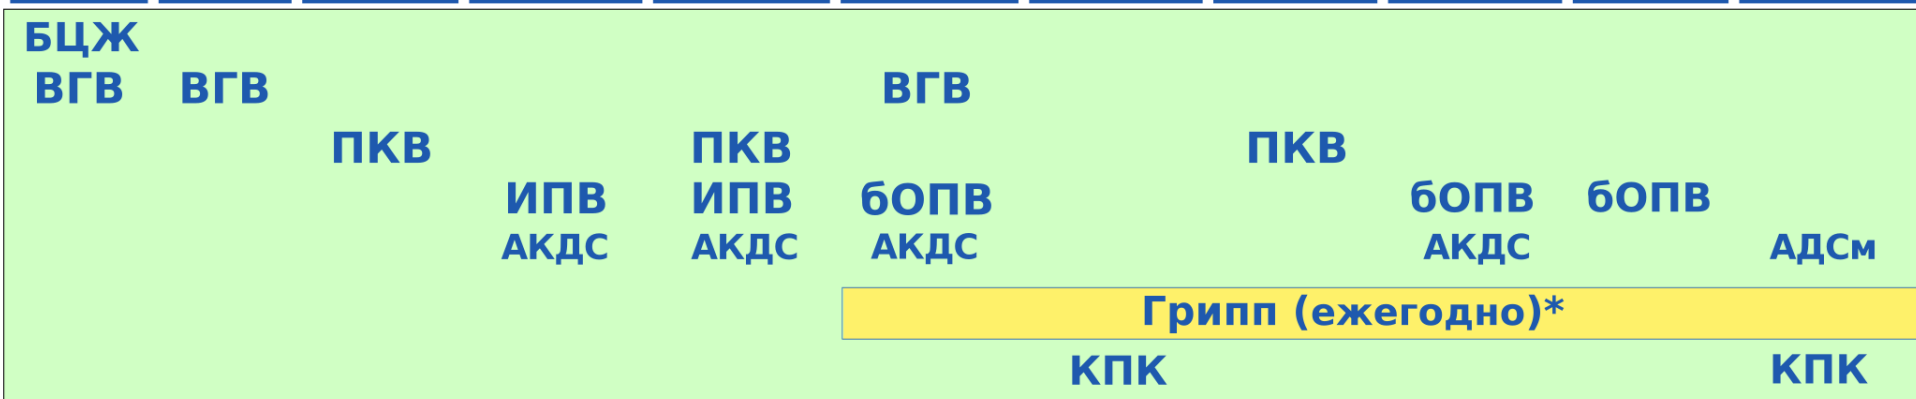 БЦЖ
ВГВ ВГВ ВГВ
ПКВ ПКВ ПКВ
ИПВ ИПВ бОПВ бОПВ бОПВ
АКДС АКДС АКДС АКДС АДСм
Грипп (ежегодно)*
КПК КПК